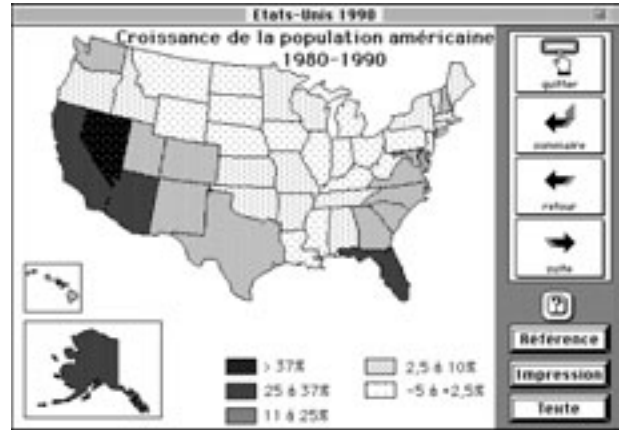 Etats-Unis 1990
Croissance de la population américaine
1980-1990
quitter
sommaire
retour
suite
?
Référence
Impression
Texte
> 37%
25 à 37%
11 à 25%
2,5 à 10%
-5 à +2,5%